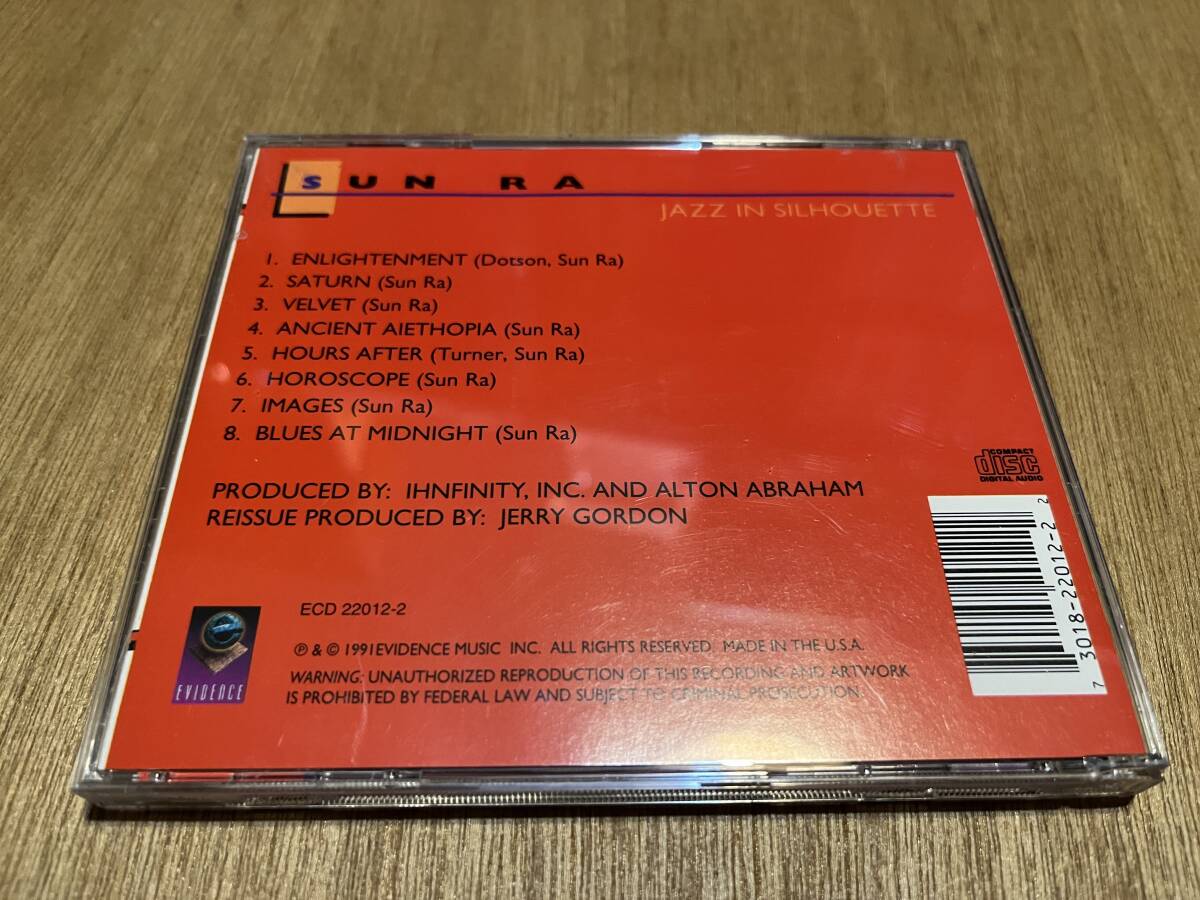 SUN RA
JAZZ IN SILHOUETTE
1. ENLIGHTENMENT (Dotson, Sun Ra)
2. SATURN (Sun Ra)
3. VELVET (Sun Ra)
4. ANCIENT AIETHOPIA (Sun Ra)
5. HOURS AFTER (Turner, Sun Ra)
6. HOROSCOPE (Sun Ra)
7. IMAGES (Sun Ra)
8. BLUES AT MIDNIGHT (Sun Ra)
PRODUCED BY: IHNFINITY, INC. AND ALTON ABRAHAM
REISSUE PRODUCED BY: JERRY GORDON
COMPACT
disc
DIGITAL AUDIO
7 3018-22012-2 2
ECD 22012-2
℗ & © 1991 EVIDENCE MUSIC INC. ALL RIGHTS RESERVED. MADE IN THE U.S.A.
WARNING: UNAUTHORIZED REPRODUCTION OF THIS RECORDING AND ARTWORK
IS PROHIBITED BY FEDERAL LAW AND SUBJECT TO CRIMINAL PROSECUTION.
e
EVIDENCE